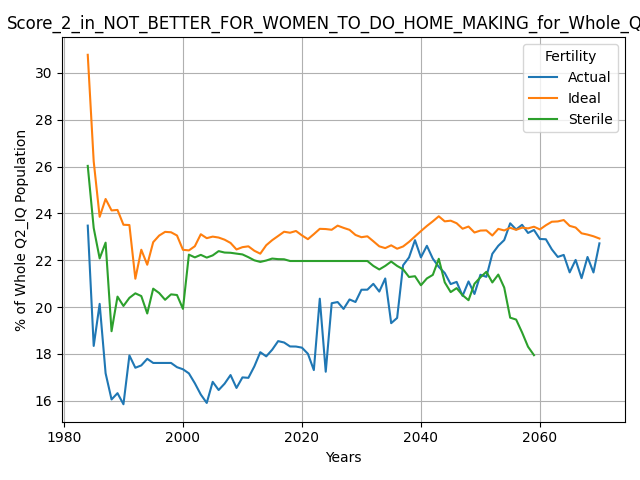 Score_2_in_NOT_BETTER_FOR_WOMEN_TO_DO_HOME_MAKING_for_Whole_Q
Fertility
Actual
Ideal
Sterile
% of Whole Q2_IQ Population
30
28
26
24
22
20
18
16
1980
2000
2020
2040
2060
Years